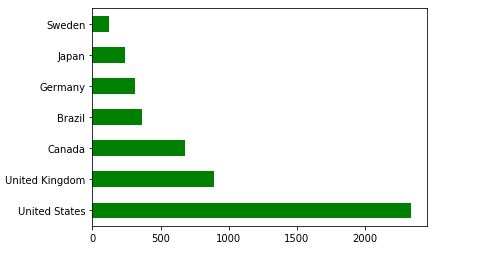 Sweden
Japan
Germany
Brazil
Canada
United Kingdom
United States
0 500 1000 1500 2000